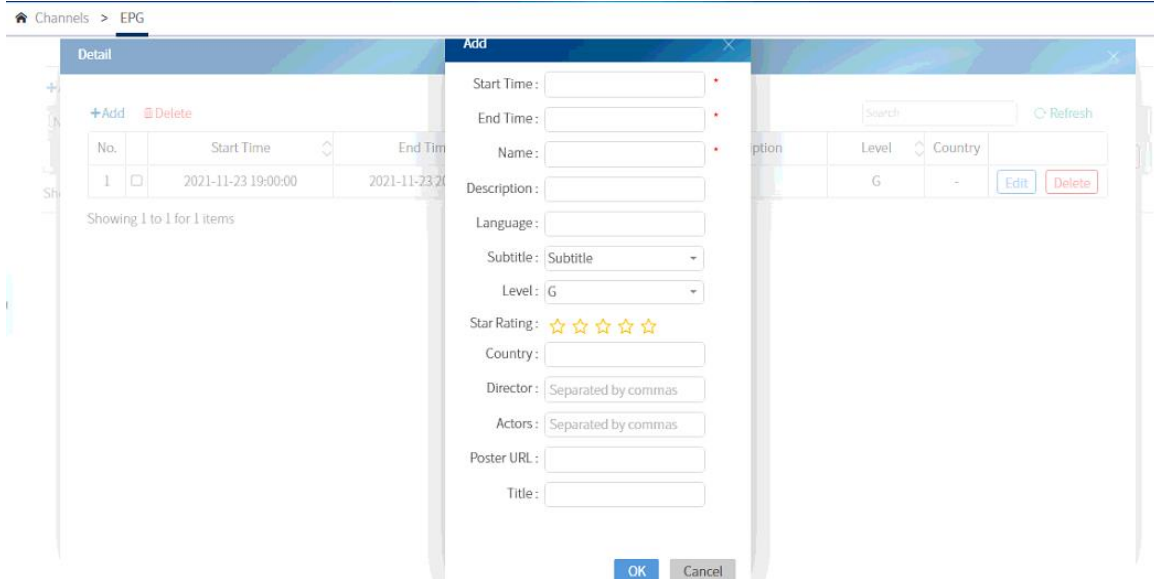 Channels > EPG
Detail
Add
+Add Delete
Search
Refresh
No. Start Time End Tim ption Level Country
1 2021-11-23 19:00:00 2021-11-23 20 G - Edit Delete
Showing 1 to 1 for 1 items
Start Time :
*
End Time :
*
Name :
*
Description :
Language :
Subtitle : Subtitle
Level : G
Star Rating :
Country :
Director : Separated by commas
Actors : Separated by commas
Poster URL :
Title :
OK Cancel